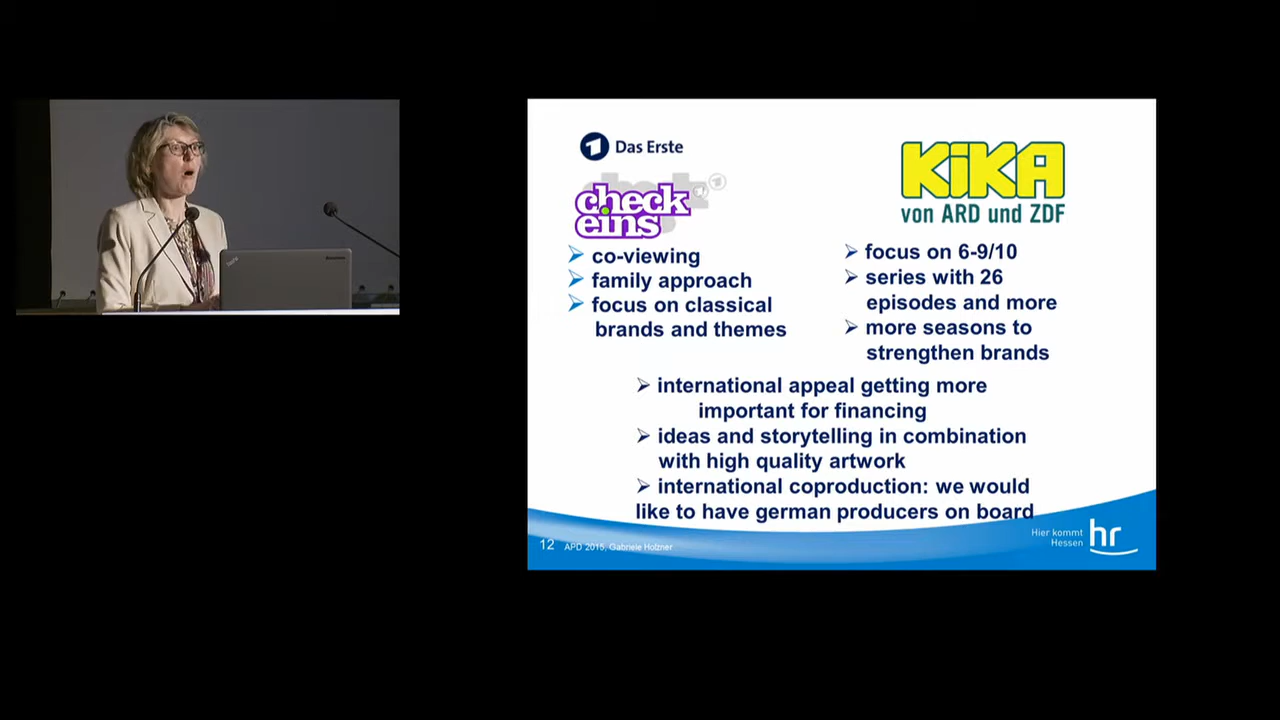 Das Erste
check
eins
co-viewing
family approach
focus on classical
brands and themes
KiKA
von ARD und ZDF
focus on 6-9/10
series with 26
episodes and more
more seasons to
strengthen brands
international appeal getting more
important for financing
ideas and storytelling in combination
with high quality artwork
international coproduction: we would
like to have german producers on board
12 APD 2015, Gabriele Holzner
Hier kommt
Hessen
hr